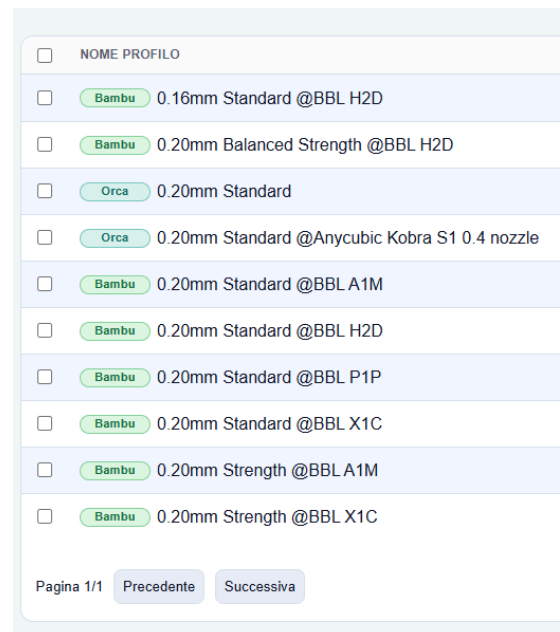 NOME PROFILO
Bambu 0.16mm Standard @BBL H2D
Bambu 0.20mm Balanced Strength @BBL H2D
Orca 0.20mm Standard
Orca 0.20mm Standard @Anycubic Kobra S1 0.4 nozzle
Bambu 0.20mm Standard @BBL A1M
Bambu 0.20mm Standard @BBL H2D
Bambu 0.20mm Standard @BBL P1P
Bambu 0.20mm Standard @BBL X1C
Bambu 0.20mm Strength @BBL A1M
Bambu 0.20mm Strength @BBL X1C
Pagina 1/1 Precedente Successiva